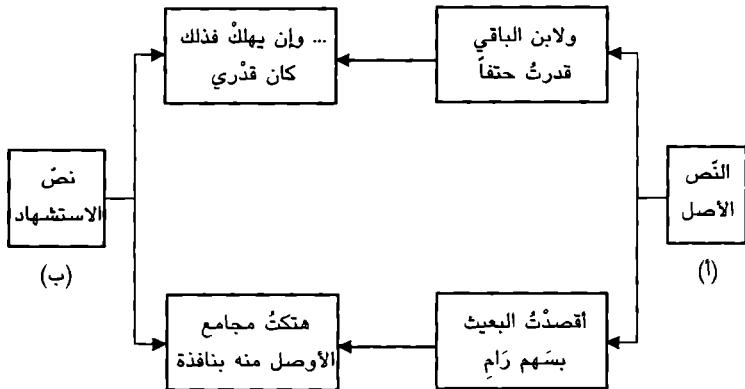 ولابن الباقي
قدرتُ حتفاً
... وإن يهلكْ فذلك
كان قدْري
النّص
الأصل
(أ)
نصّ
الاستشهاد
(ب)
أقصدْتُ البعيث
بسَهم رَامِ
هتكتُ مجامع
الأوصل منه بنافذة